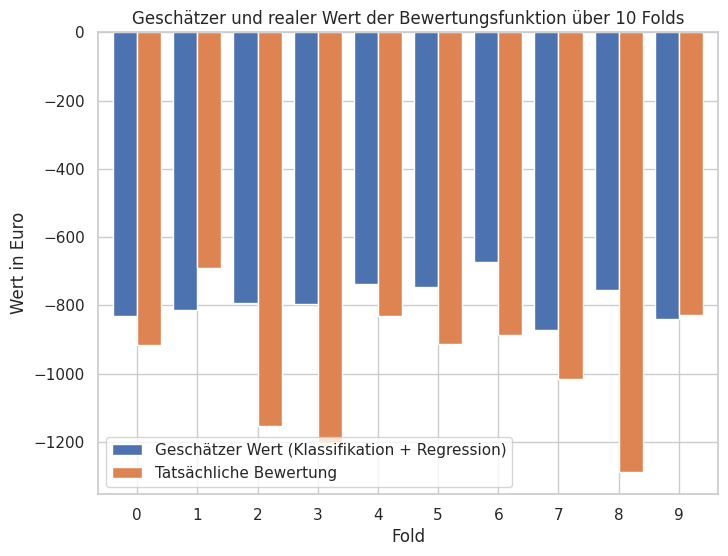 Geschätzer und realer Wert der Bewertungsfunktion über 10 Folds
0
−200
−400
−600
−800
−1000
−1200
Wert in Euro
Geschätzer Wert (Klassifikation + Regression)
Tatsächliche Bewertung
0 1 2 3 4 5 6 7 8 9
Fold